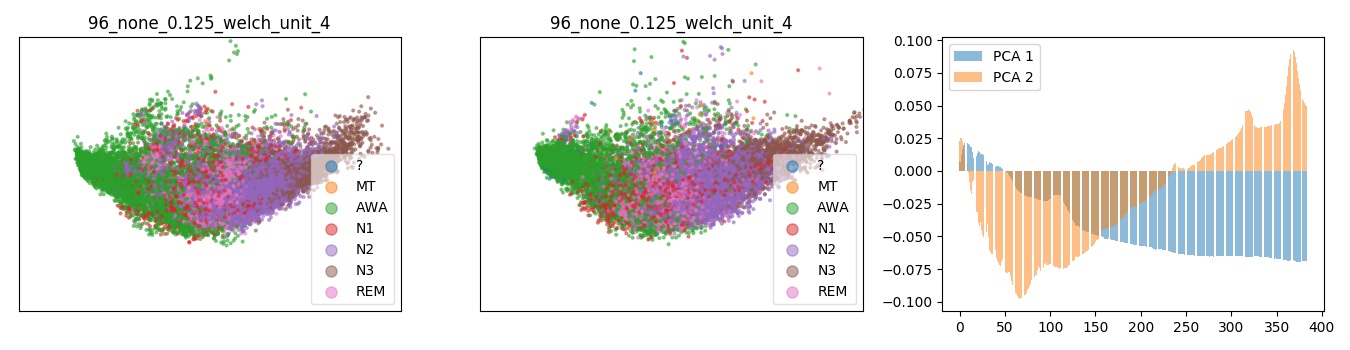 96_none_0.125_welch_unit_4
?
MT
AWA
N1
N2
N3
REM
96_none_0.125_welch_unit_4
?
MT
AWA
N1
N2
N3
REM
PCA 1
PCA 2
0.100
0.075
0.050
0.025
0.000
−0.025
−0.050
−0.075
−0.100
0 50 100 150 200 250 300 350 400